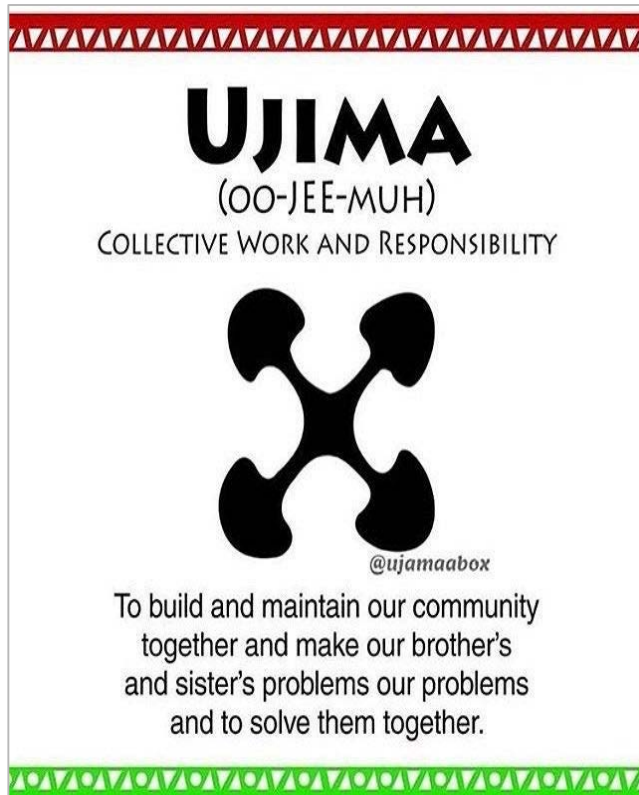 UJIMA
(OO-JEE-MUH)
COLLECTIVE WORK AND RESPONSIBILITY
@ujamaabox
To build and maintain our community
together and make our brother's
and sister's problems our problems
and to solve them together.